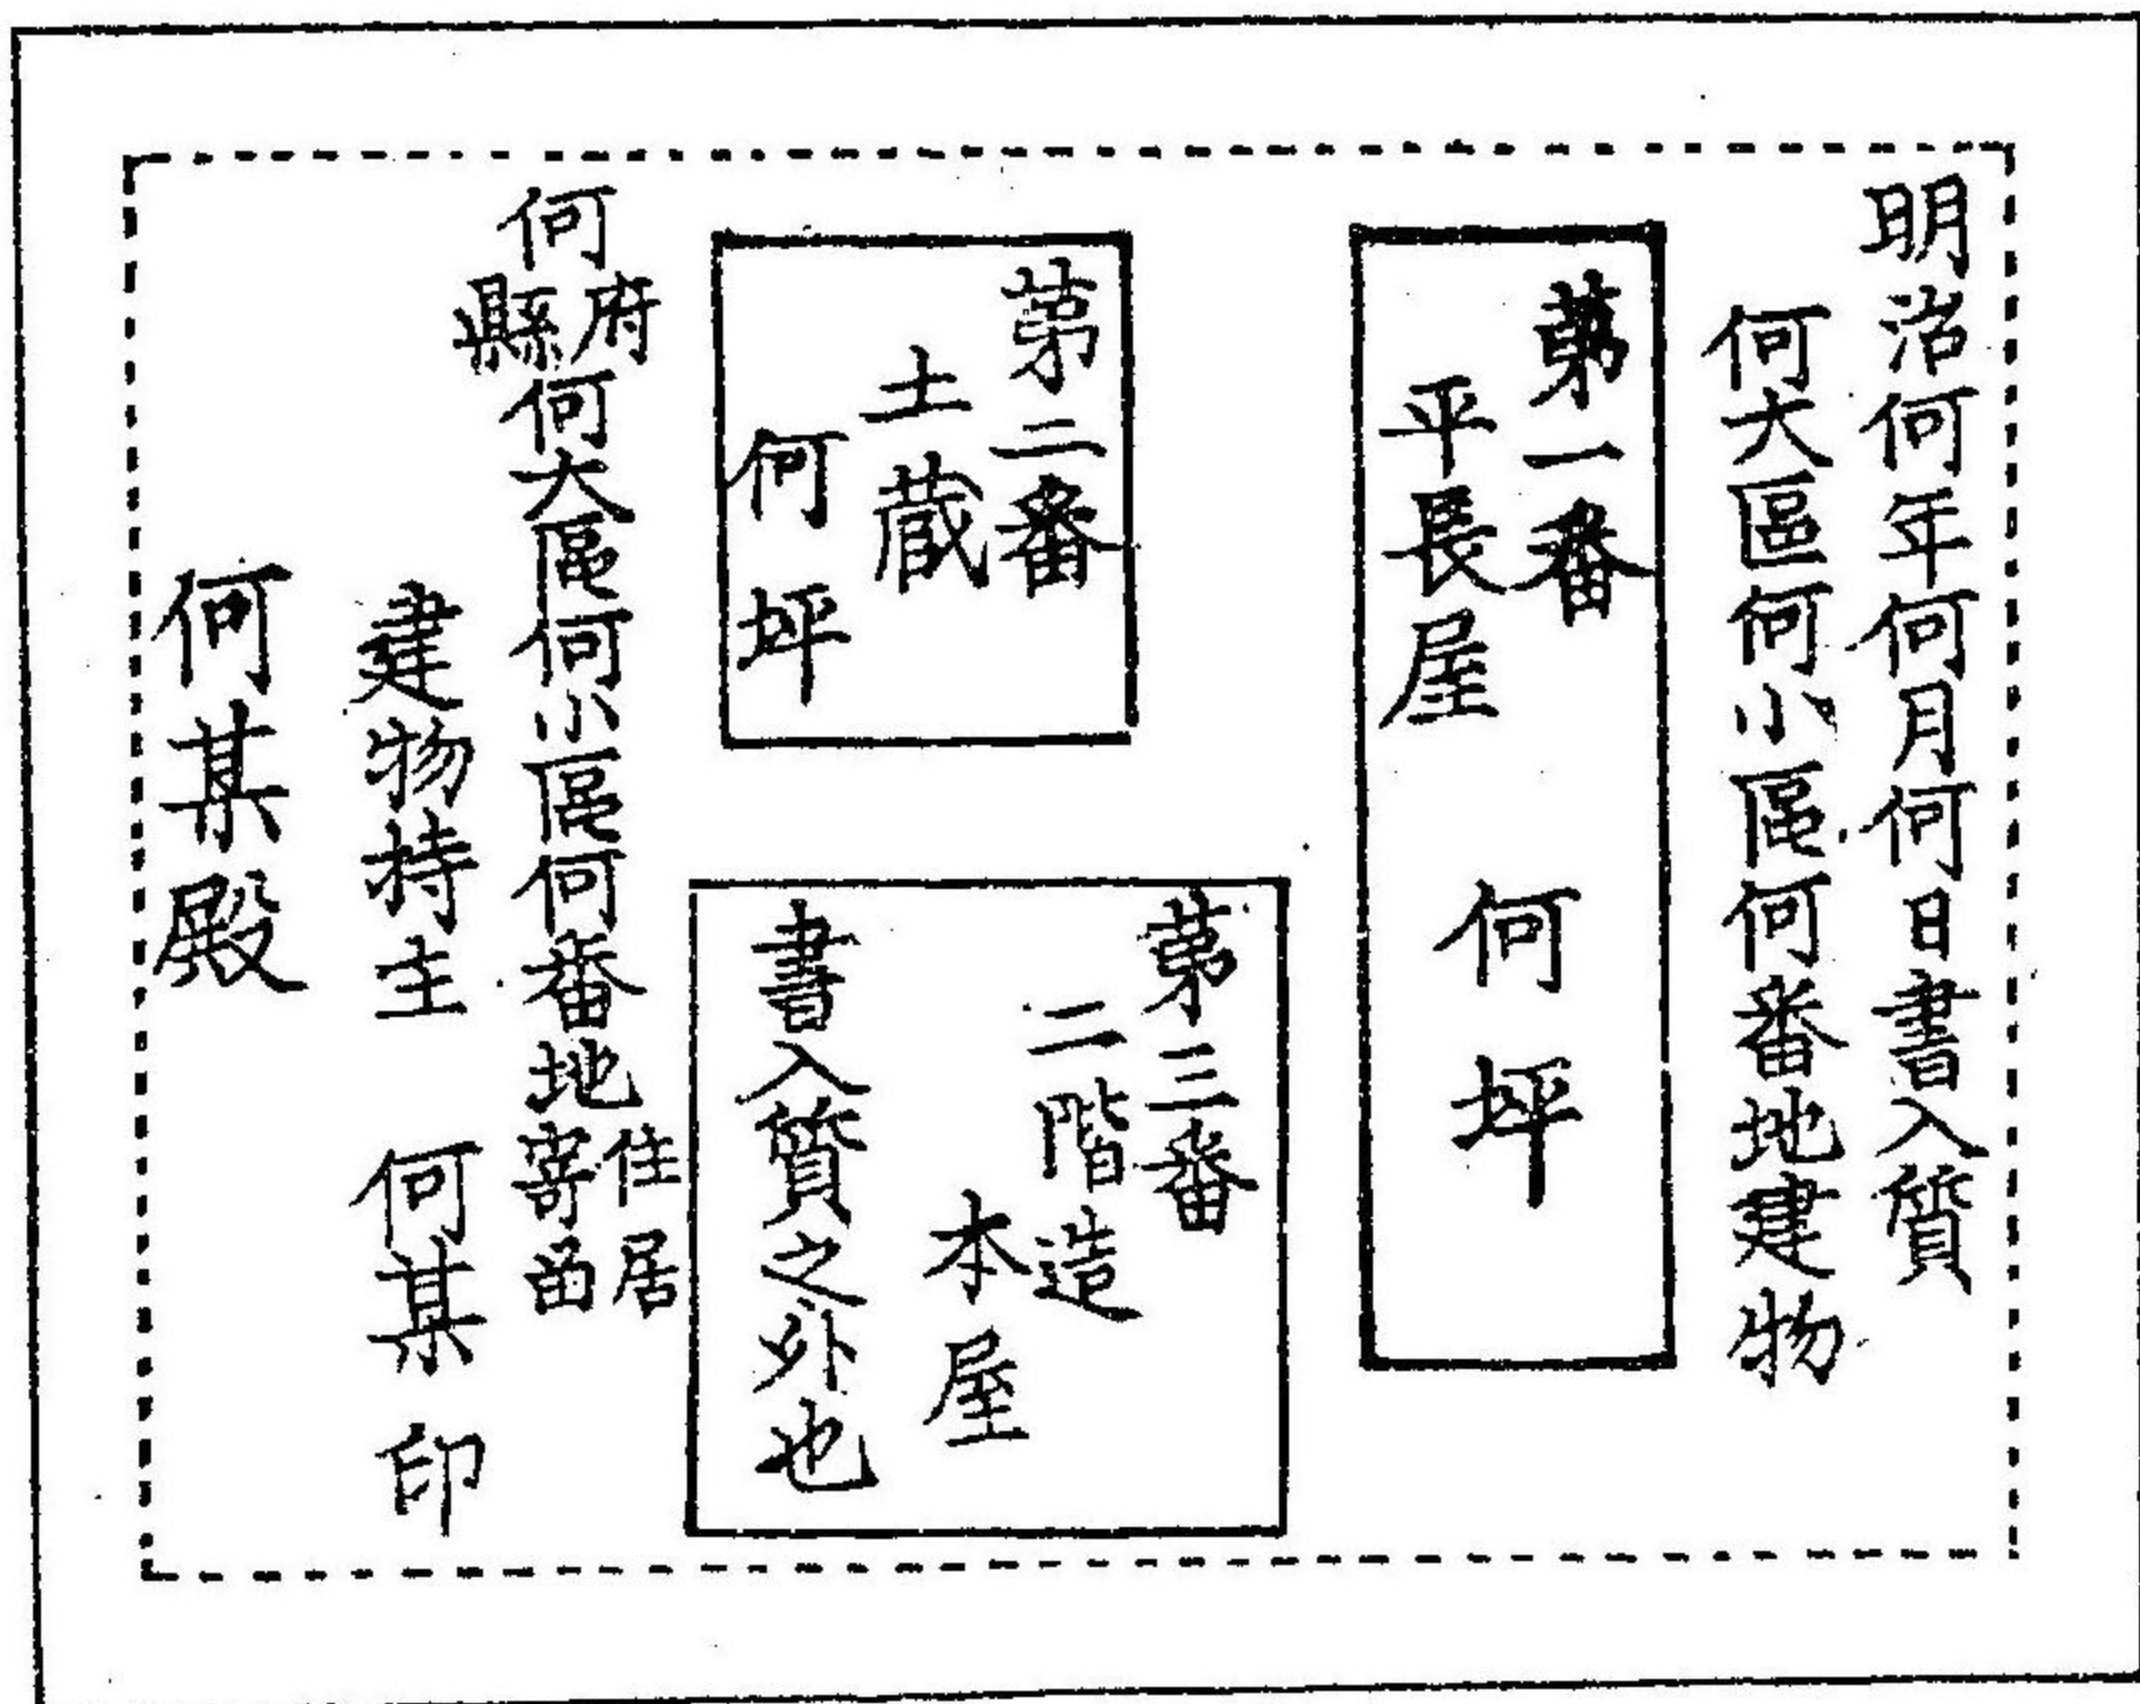 明治何年何月何日書入質
何大區何小區何番地建物
第一番
平長屋 何坪
第二番
土蔵
何坪
第三番
二階造
本屋
書入質之外也
何府縣何大區何小區何番地住居寄留
建物持主 何某印
何某殿